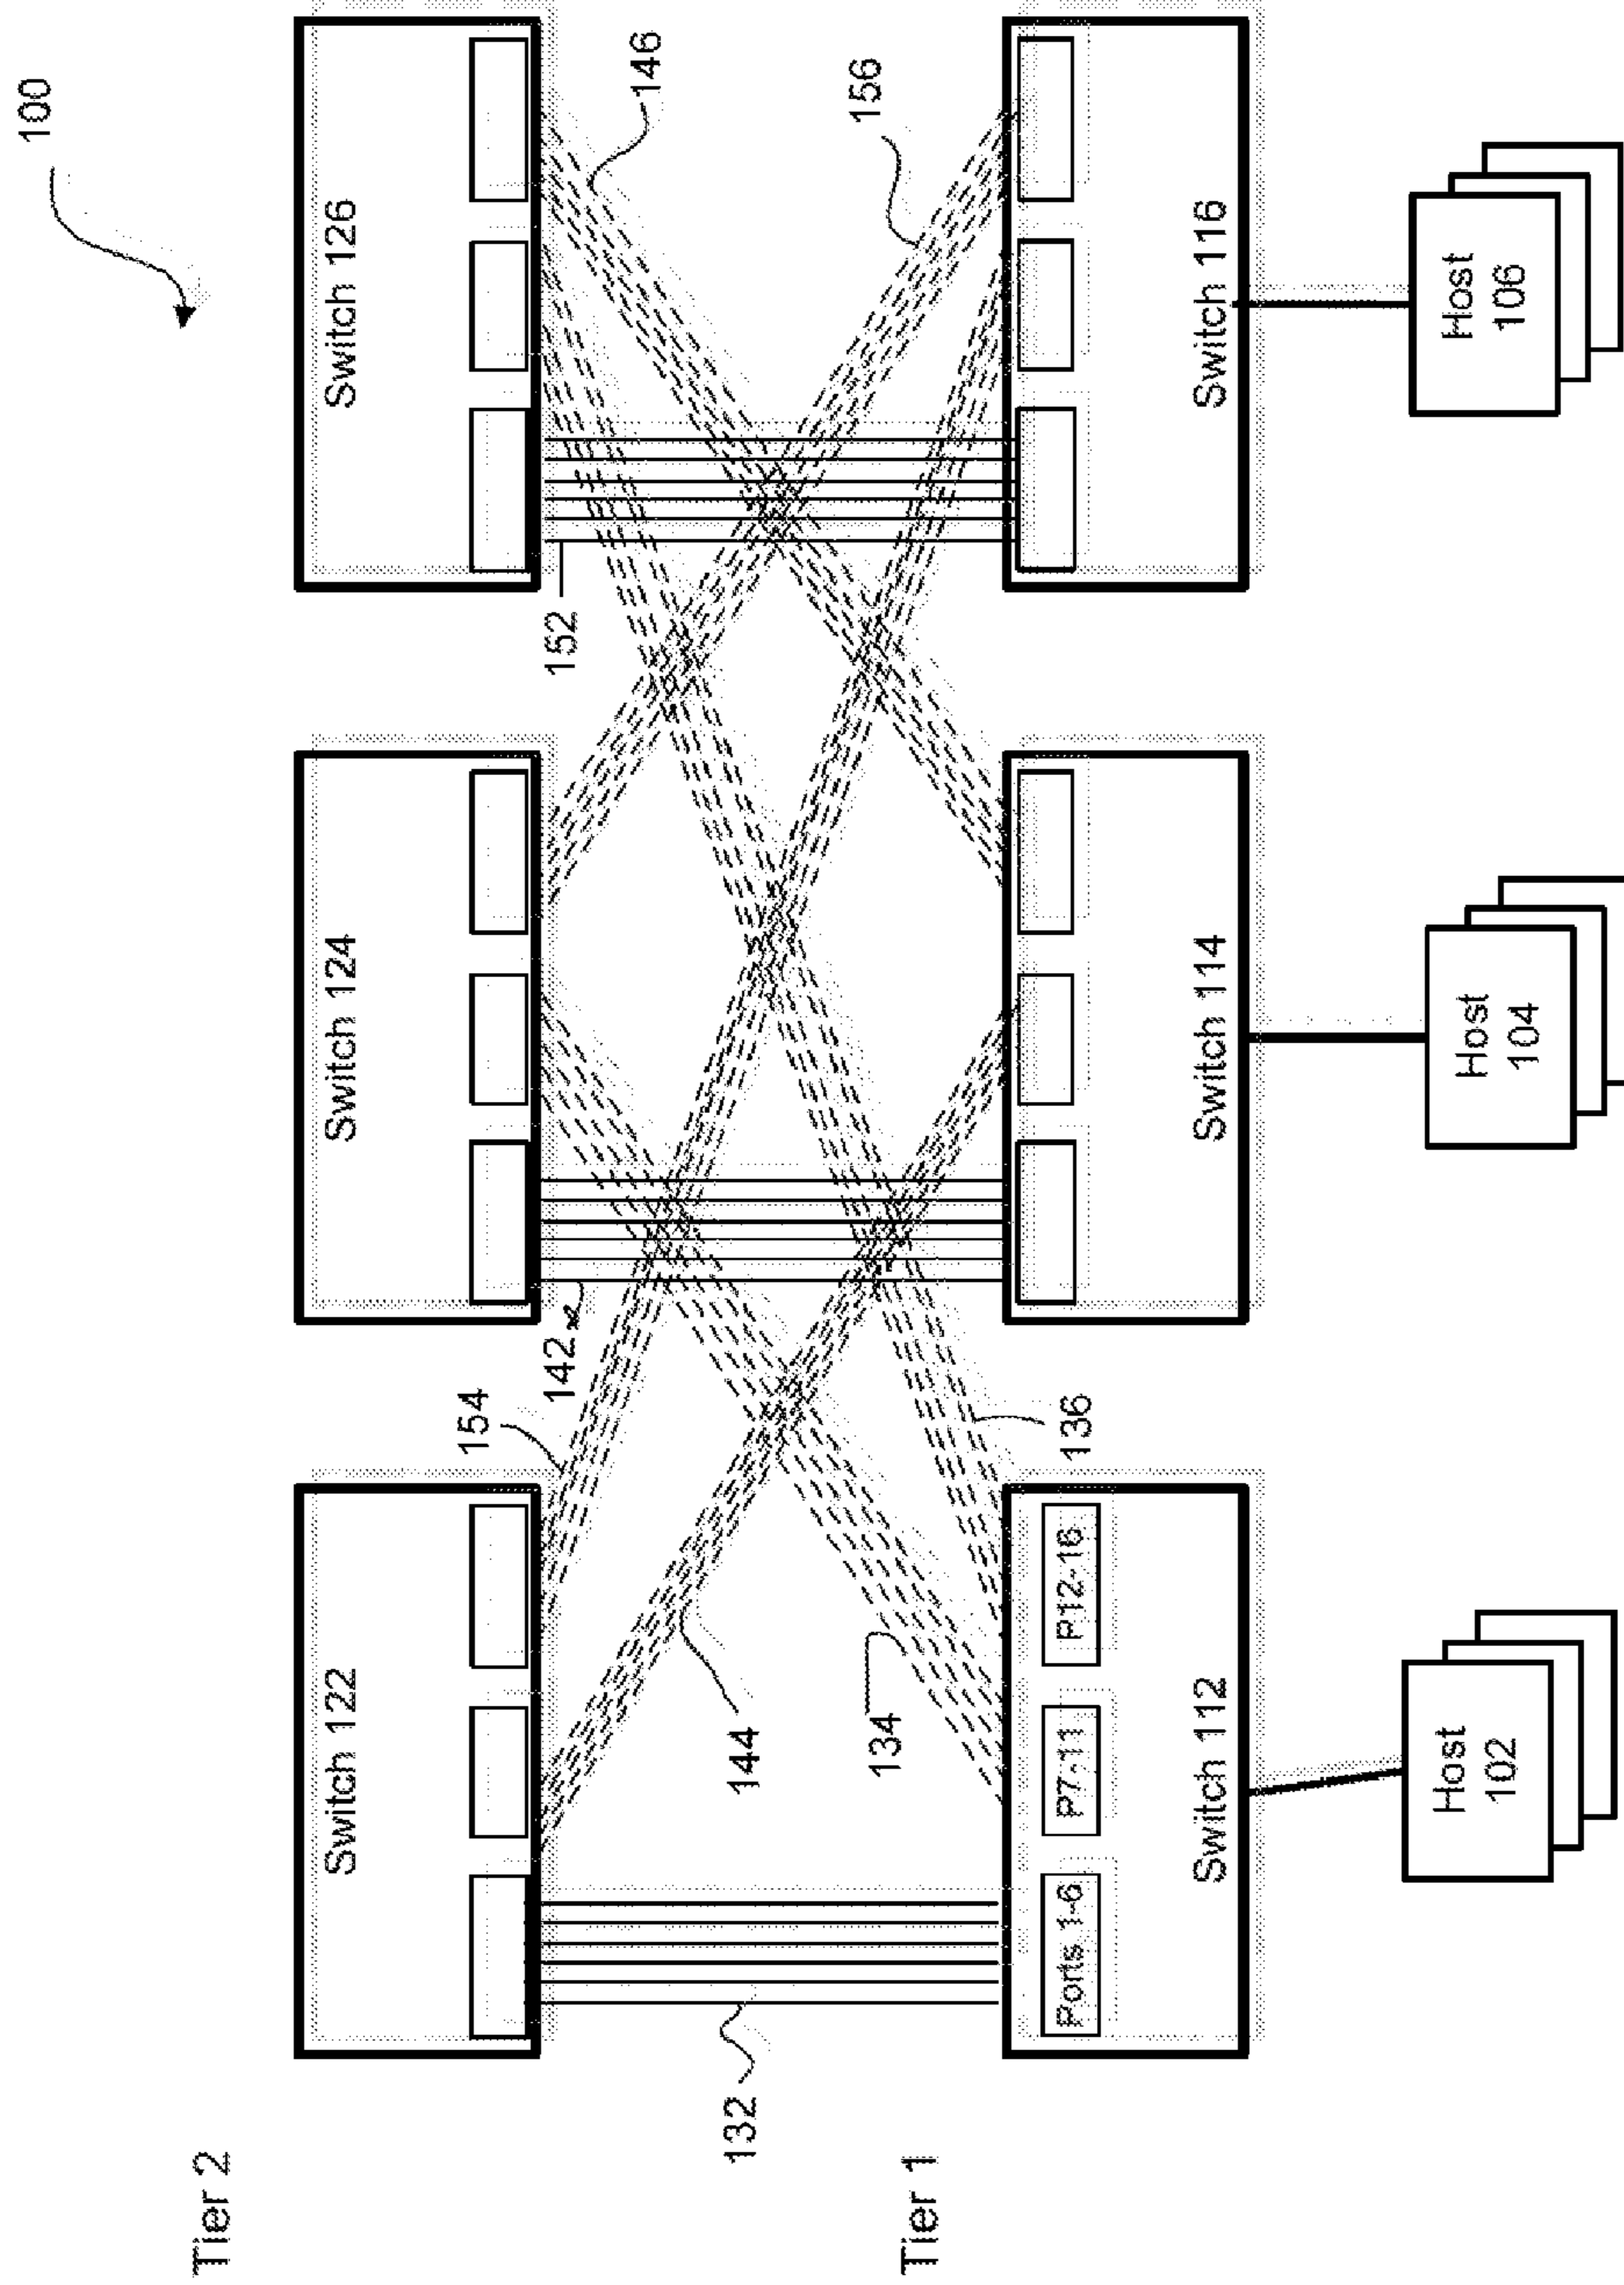 100
Tier 2
Switch 122
Switch 124
Switch 126
154
142
152
146
132
144
134
136
156
Tier 1
Ports 1-6
P7-11
P12-16
Switch 112
Switch 114
Switch 116
Host
102
Host
104
Host
106